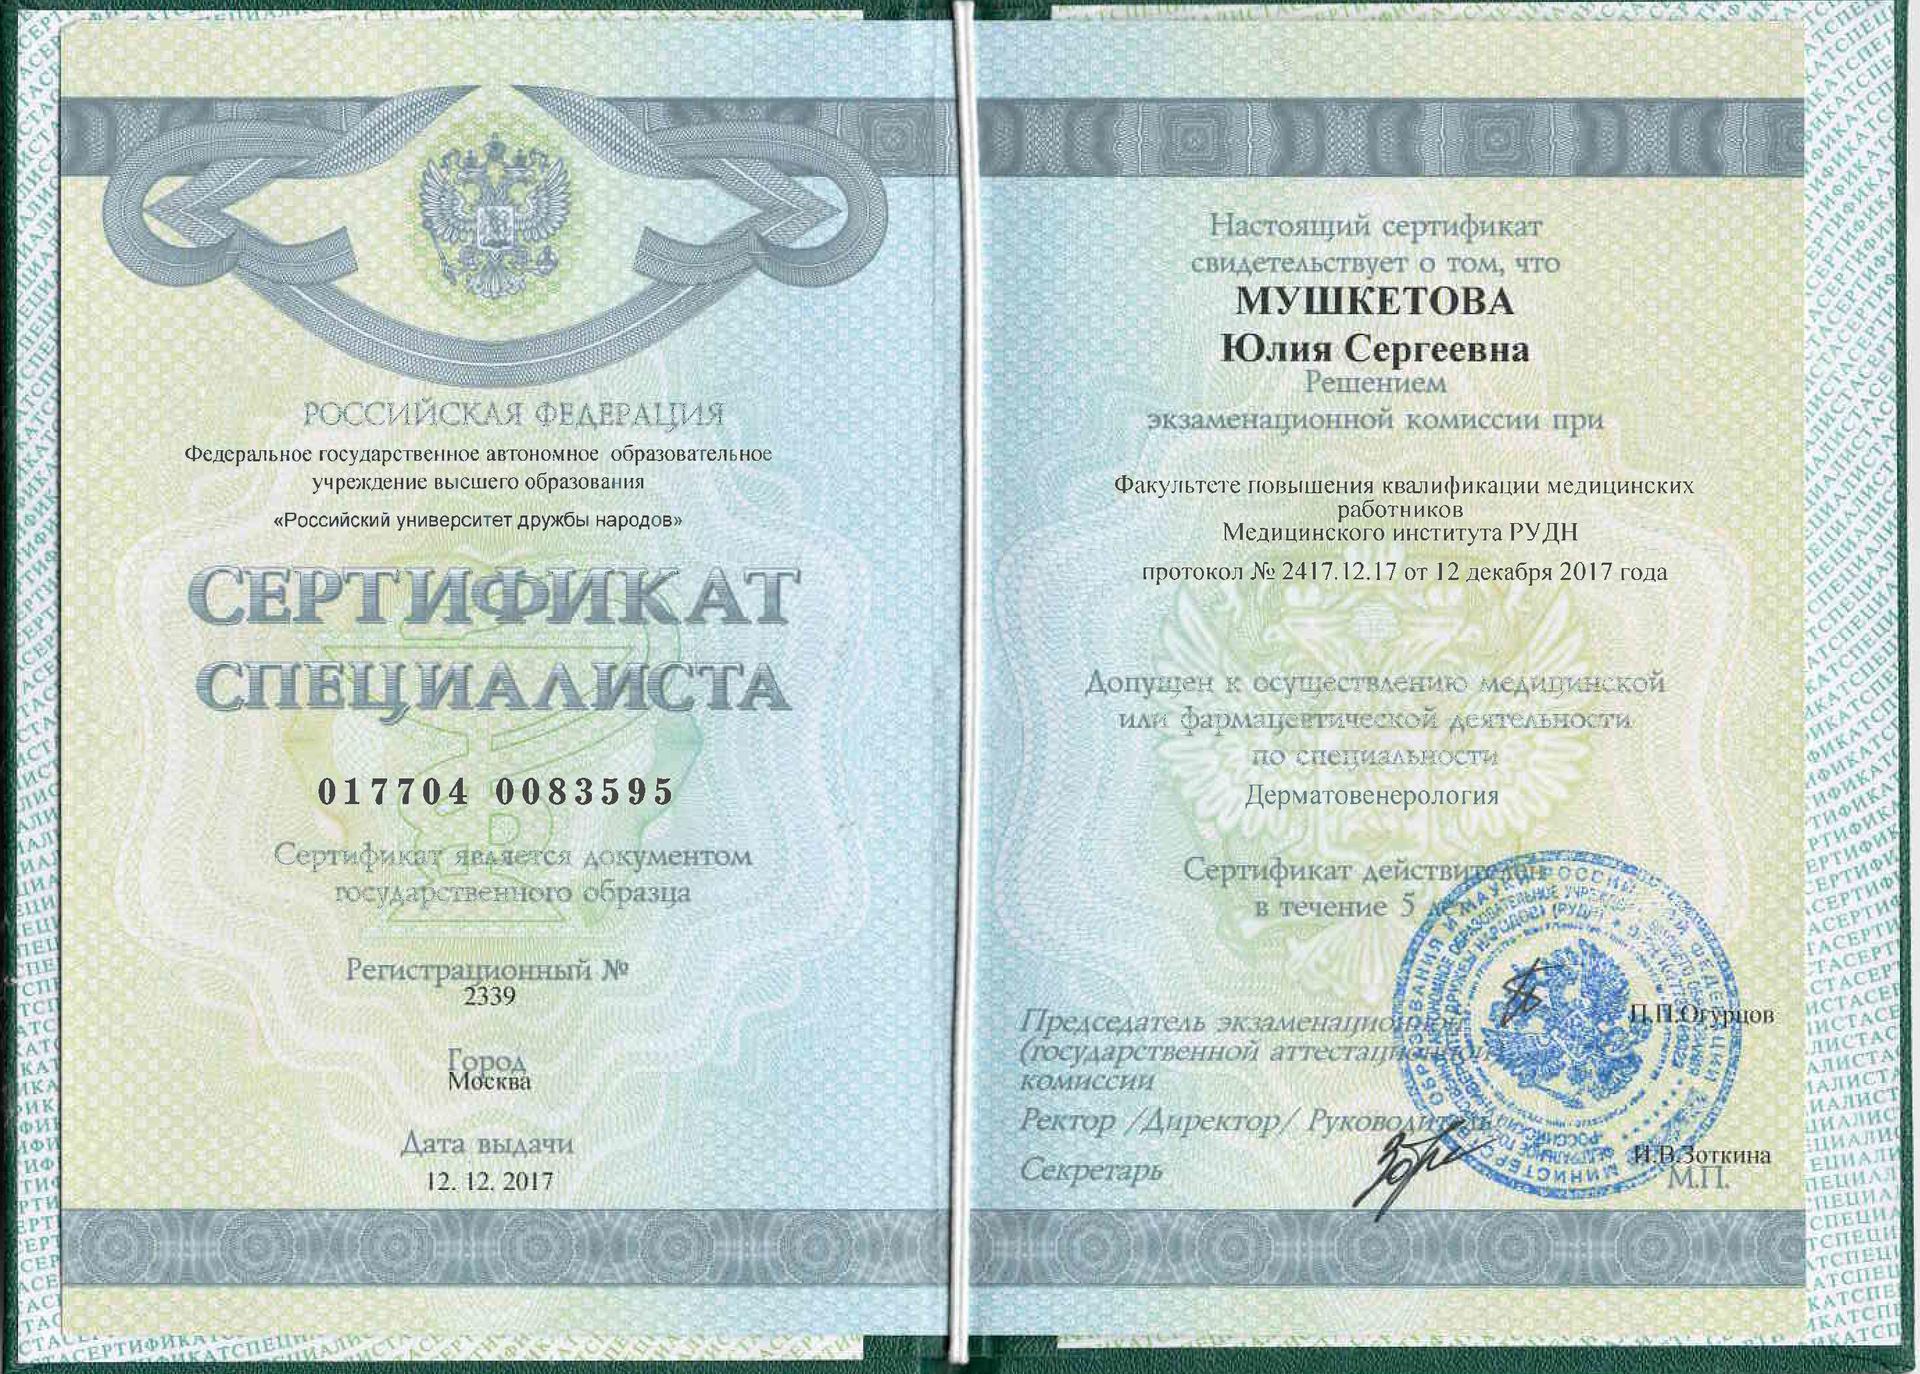 РОССИЙСКАЯ ФЕДЕРАЦИЯ
Федеральное государственное автономное образовательное
учреждение высшего образования
«Российский университет дружбы народов»
СЕРТИФИКАТ
СПЕЦИАЛИСТА
017704 0083595
Сертификат является документом
государственного образца
Регистрационный №
2339
Город
Москва
Дата выдачи
12. 12. 2017
Настоящий сертификат
свидетельствует о том, что
МУШКЕТОВА
Юлия Сергеевна
Решением
экзаменационной комиссии при
Факультете повышения квалификации медицинских
работников
Медицинского института РУДН
протокол № 2417.12.17 от 12 декабря 2017 года
Допущен к осуществлению медицинской
или фармацевтической деятельности
по специальности
Дерматовенерология
Сертификат действителен
в течение 5 лет
Председатель экзаменационной
(государственной аттестационной
комиссии
П.П.Огурцов
Ректор /Директор/ Руководитель
Секретарь
И.В.Зоткина
М.П.